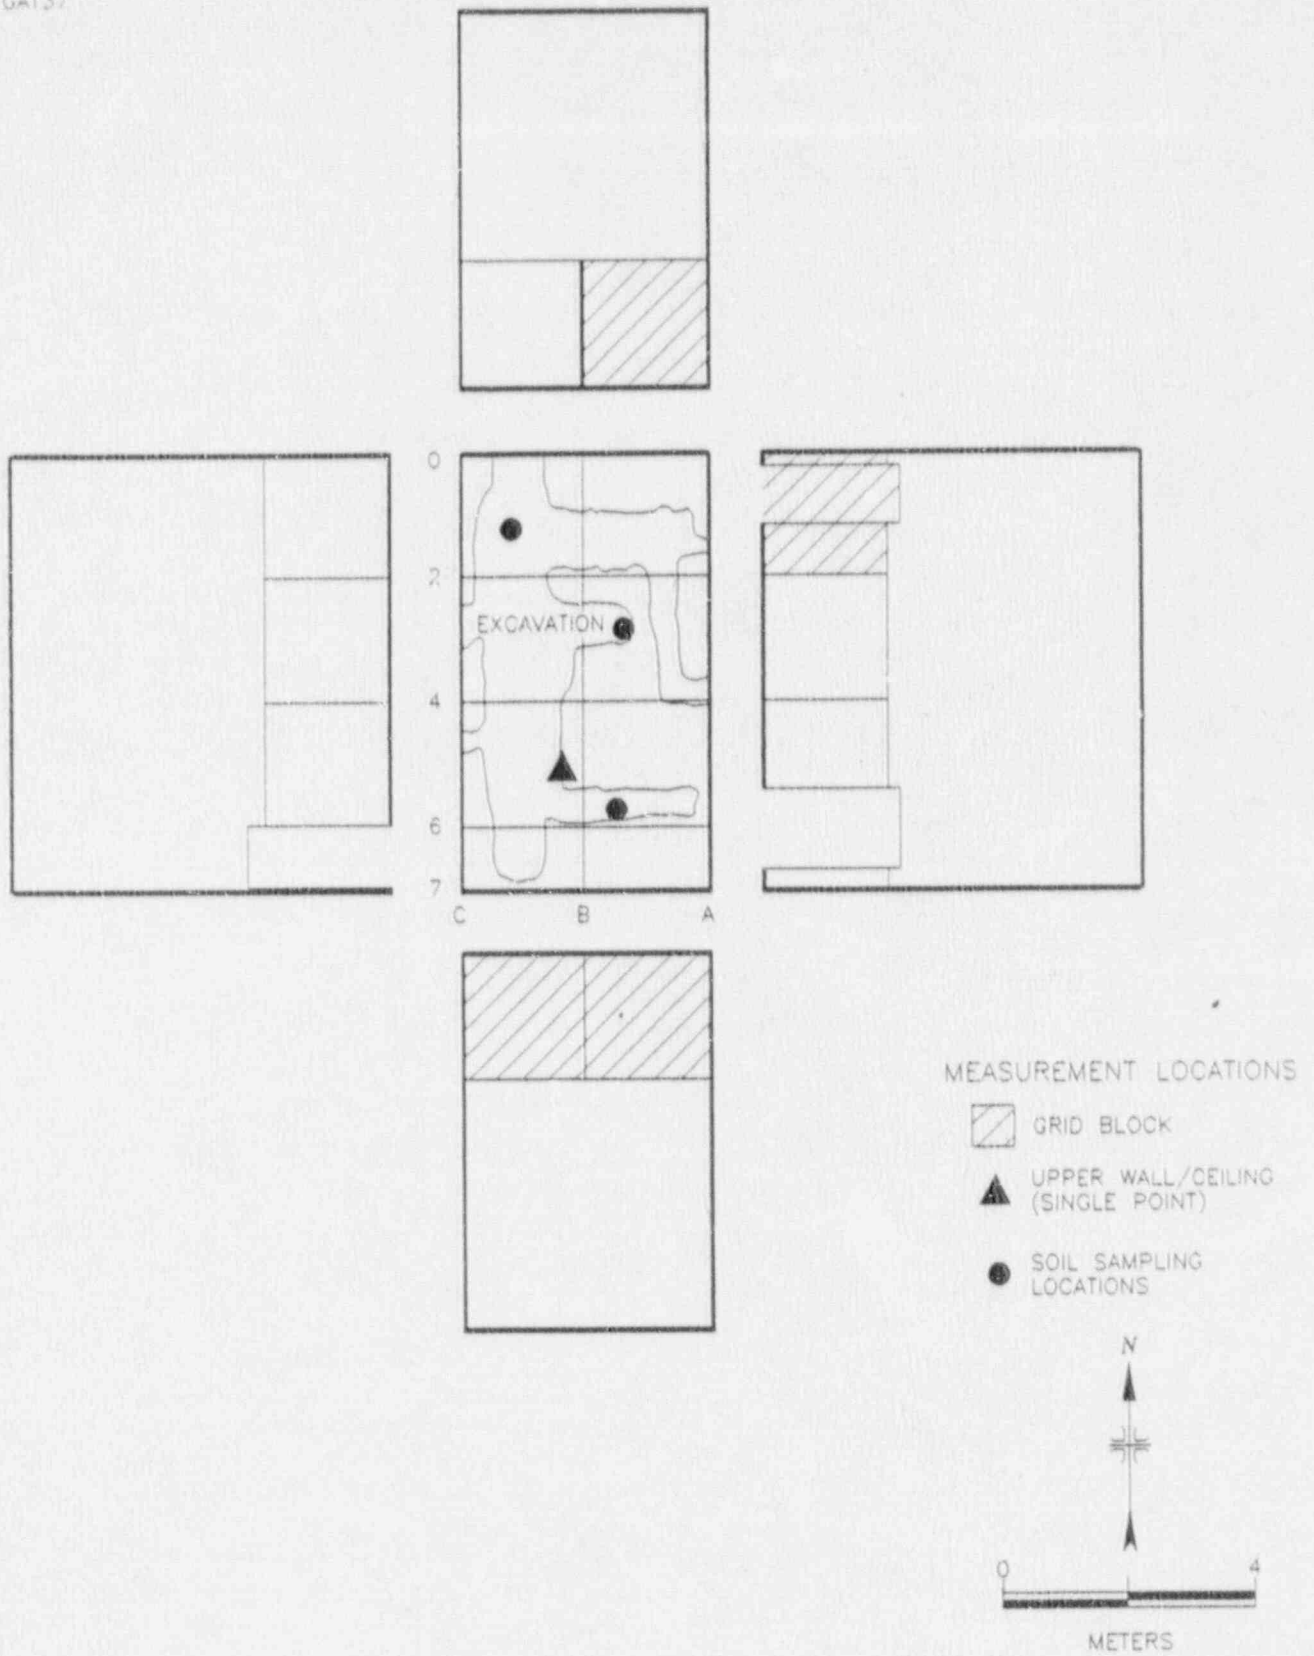 0
2
EXCAVATION
4
6
7
C B A
MEASUREMENT LOCATIONS
GRID BLOCK
UPPER WALL/CEILING
(SINGLE POINT)
SOIL SAMPLING
LOCATIONS
N
0 4
METERS